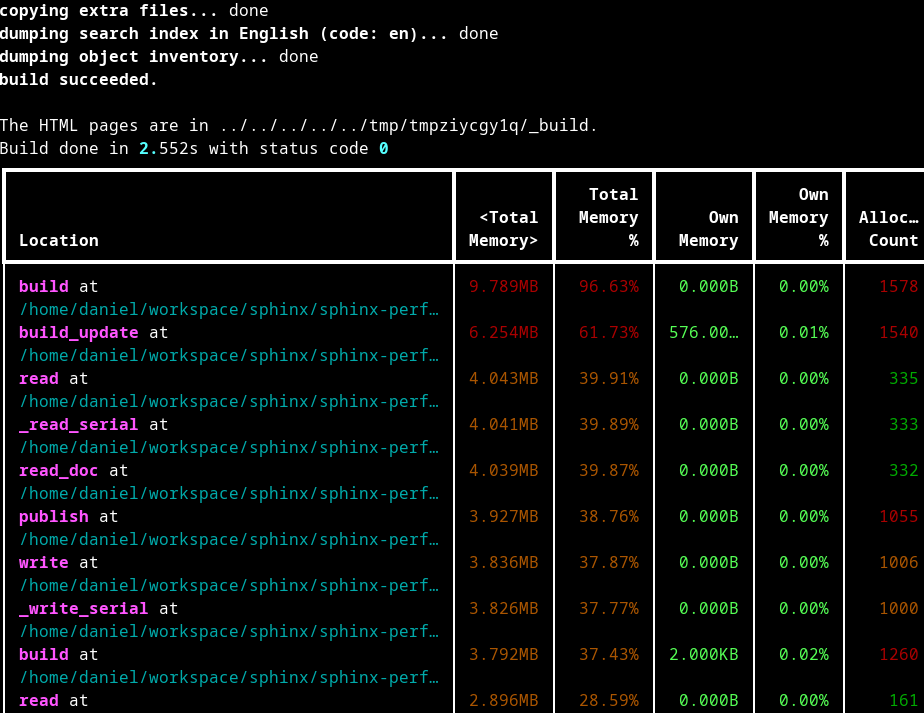 copying extra files... done
dumping search index in English (code: en)... done
dumping object inventory... done
build succeeded.
The HTML pages are in ../../../../../tmp/tmpziycgy1q/_build.
Build done in 2.552s with status code 0
Total Own
<Total Memory Own Memory Alloc…
Location Memory> % Memory % Count
build at 9.789MB 96.63% 0.000B 0.00% 1578
/home/daniel/workspace/sphinx/sphinx-perf…
build_update at 6.254MB 61.73% 576.00… 0.01% 1540
/home/daniel/workspace/sphinx/sphinx-perf…
read at 4.043MB 39.91% 0.000B 0.00% 335
/home/daniel/workspace/sphinx/sphinx-perf…
_read_serial at 4.041MB 39.89% 0.000B 0.00% 333
/home/daniel/workspace/sphinx/sphinx-perf…
read_doc at 4.039MB 39.87% 0.000B 0.00% 332
/home/daniel/workspace/sphinx/sphinx-perf…
publish at 3.927MB 38.76% 0.000B 0.00% 1055
/home/daniel/workspace/sphinx/sphinx-perf…
write at 3.836MB 37.87% 0.000B 0.00% 1006
/home/daniel/workspace/sphinx/sphinx-perf…
_write_serial at 3.826MB 37.77% 0.000B 0.00% 1000
/home/daniel/workspace/sphinx/sphinx-perf…
build at 3.792MB 37.43% 2.000KB 0.02% 1260
/home/daniel/workspace/sphinx/sphinx-perf…
read at 2.896MB 28.59% 0.000B 0.00% 161